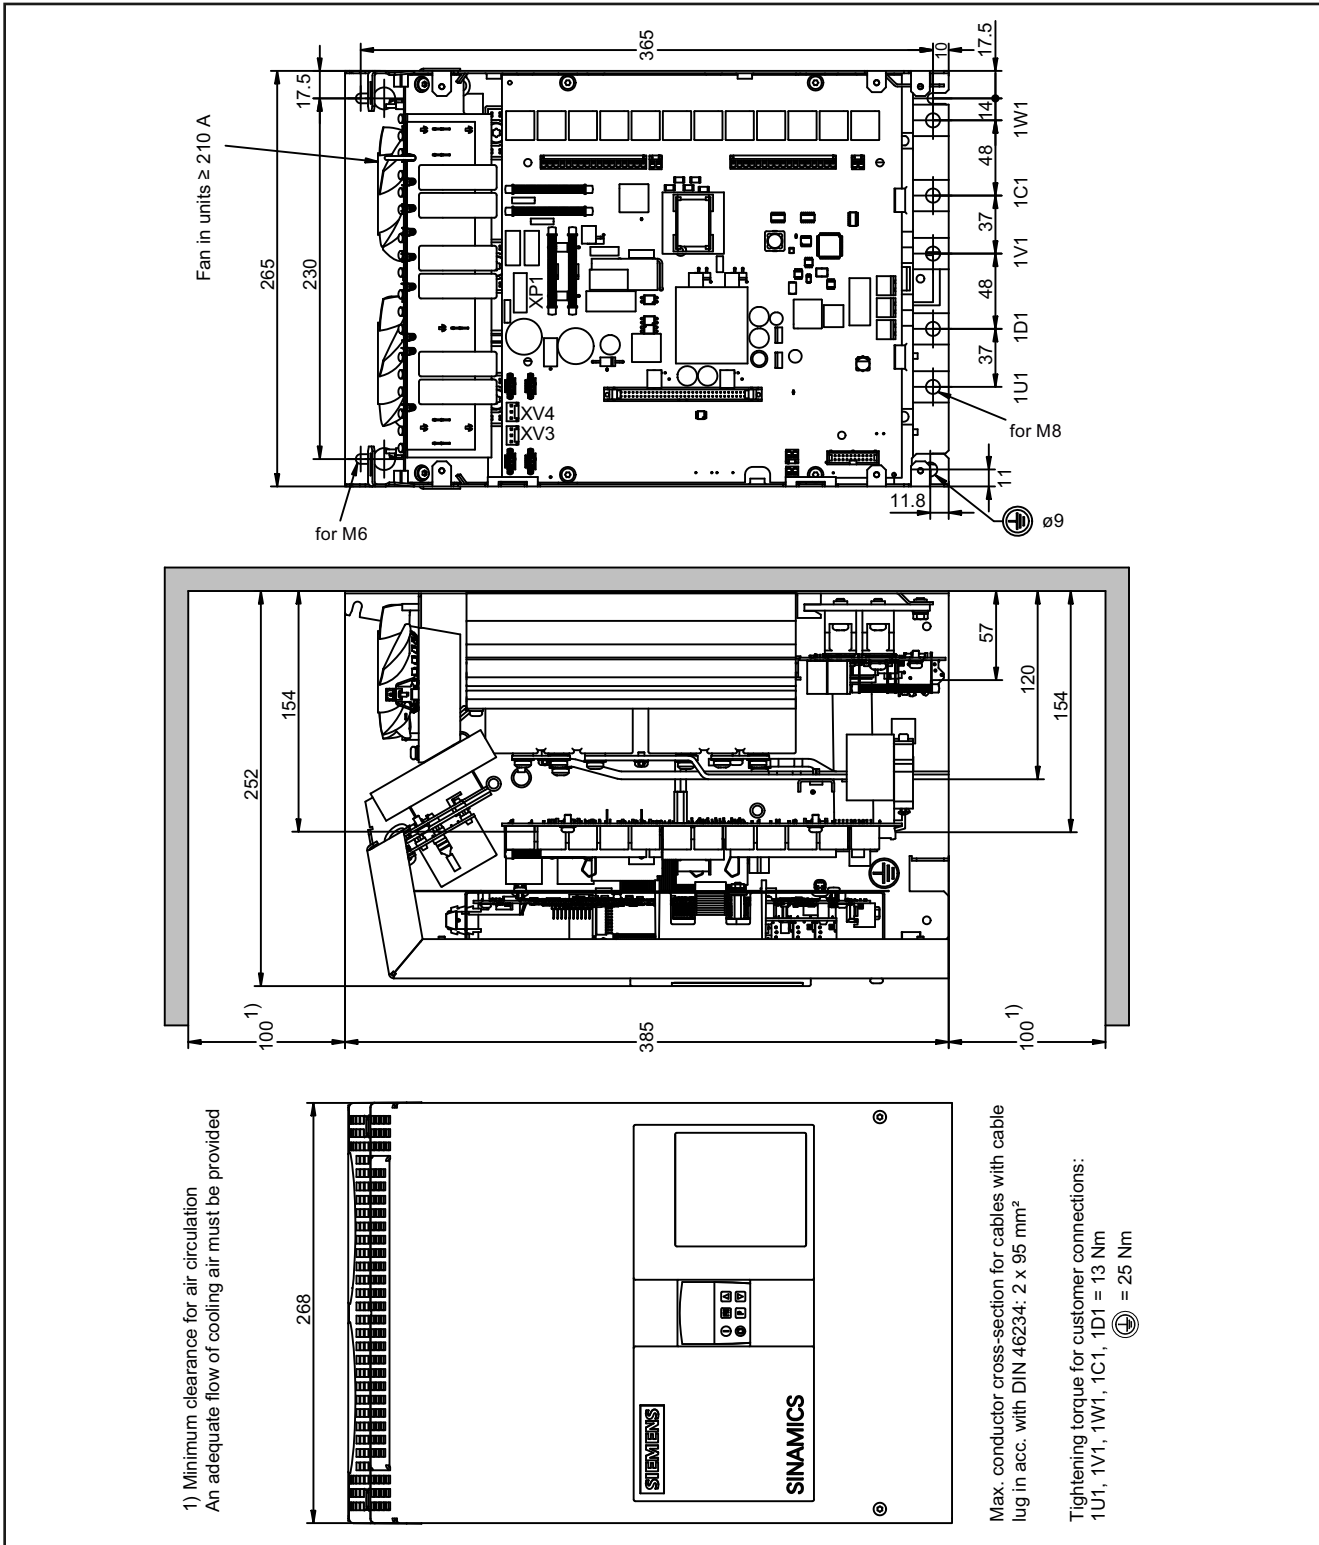 365
10
17.5
17.5
Fan in units ≥ 210 A
265
230
14
1W1
48
1C1
37
1V1
48
1D1
37
1U1
XP1
XV4
XV3
for M8
for M6
11
11.8
ø9
154
252
57
120
154
100 1)
385
100 1)
1) Minimum clearance for air circulation
An adequate flow of cooling air must be provided
268
SIEMENS
SINAMICS
P
Max. conductor cross-section for cables with cable
lug in acc. with DIN 46234: 2 x 95 mm²
Tightening torque for customer connections:
1U1, 1V1, 1W1, 1C1, 1D1 = 13 Nm
= 25 Nm